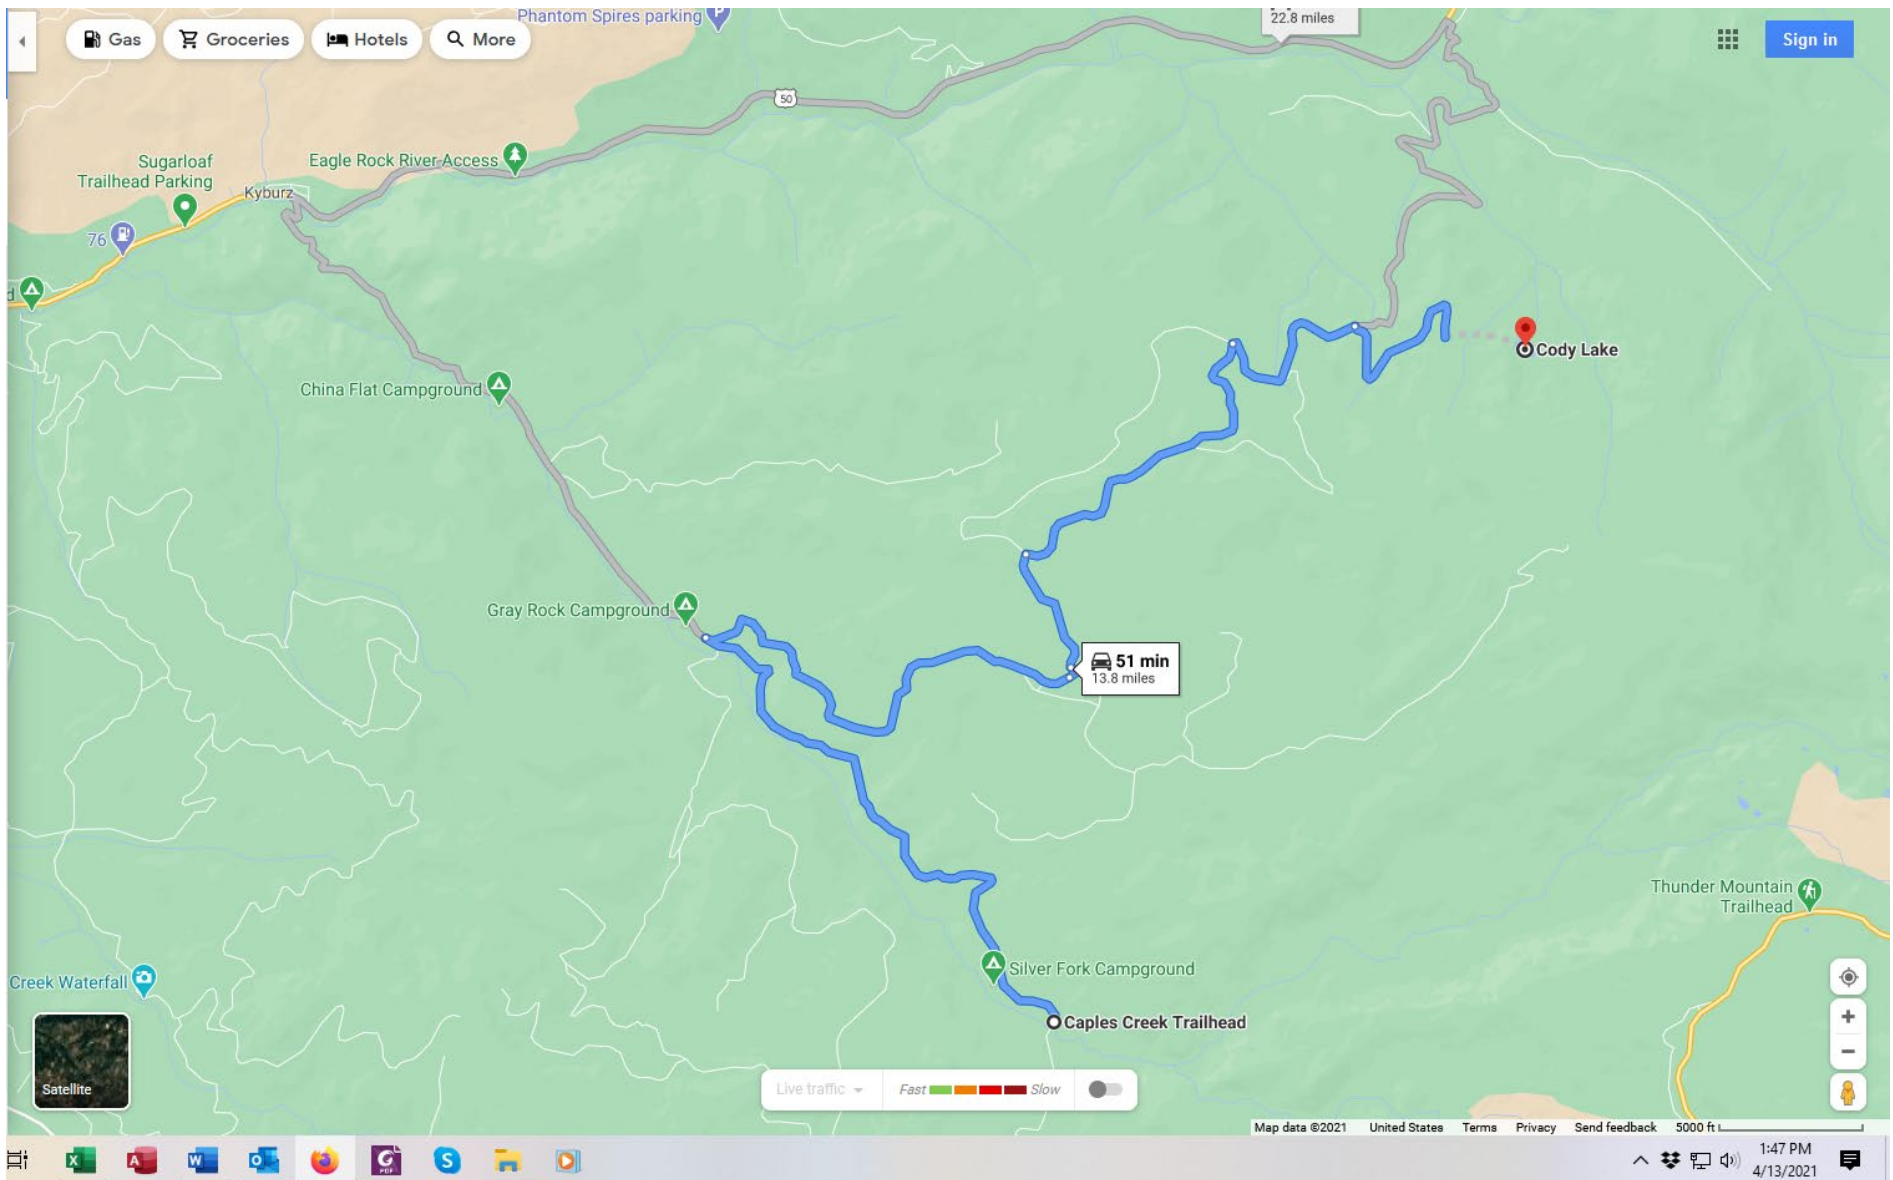 Phantom Spires parking
P
22.8 miles
Gas
Groceries
Hotels
More
Sign in
50
Sugarloaf
Trailhead Parking
Eagle Rock River Access
Kyburz
76
d
Cody Lake
China Flat Campground
Gray Rock Campground
51 min
13.8 miles
Thunder Mountain
Trailhead
Silver Fork Campground
Creek Waterfall
Caples Creek Trailhead
Satellite
Live traffic
Fast
Slow
Map data ©2021 United States Terms Privacy Send feedback 5000 ft
X
A
W
O
G
PDF
S
1:47 PM
4/13/2021